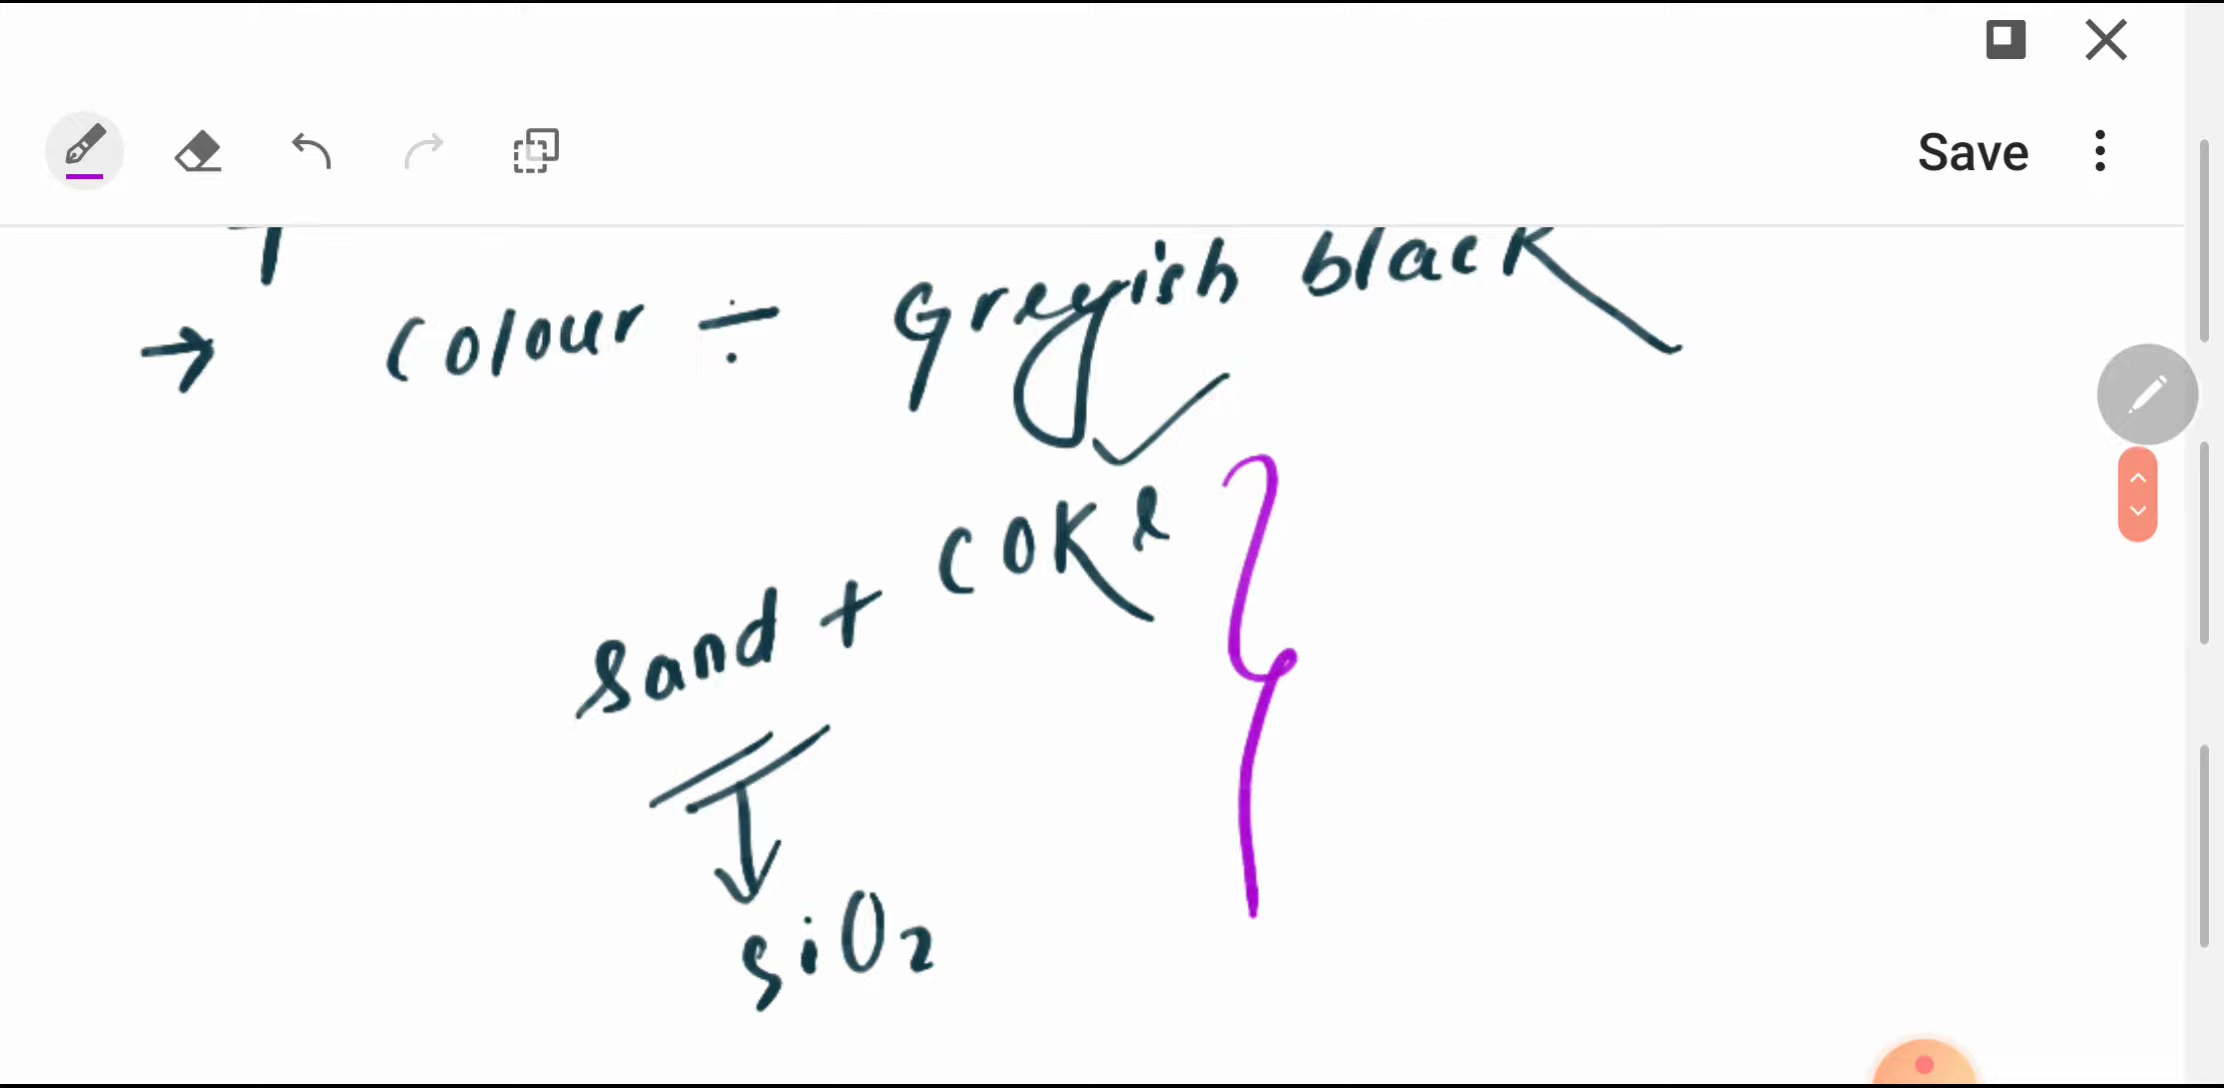 Save
→ Colour ÷ Greyish black
Sand + Coke
SiO2